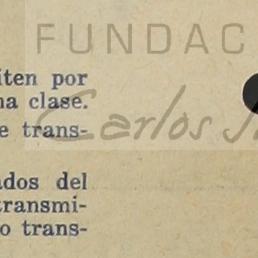 FUNDAC
iten por
na clase.
e trans-
Carlos
ados del
transmi-
o trans-